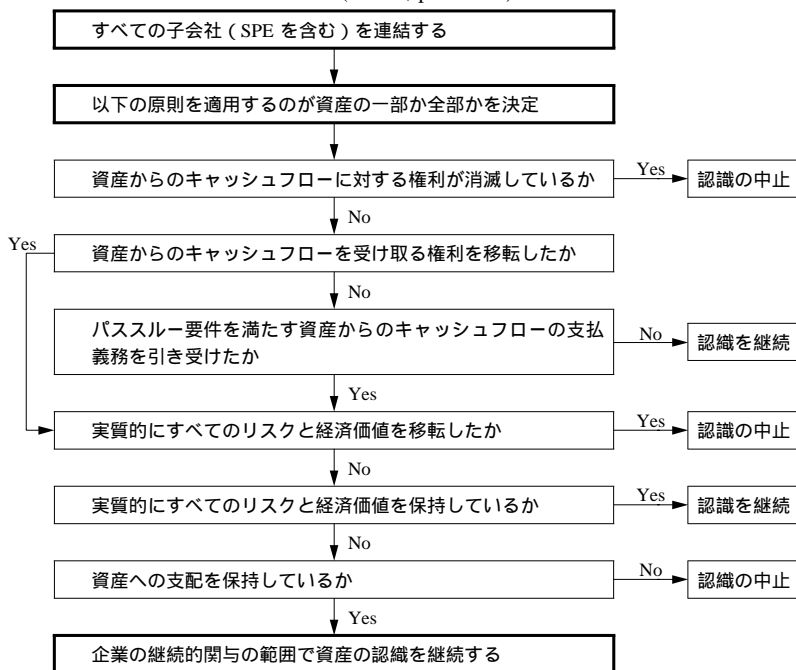 すべての子会社（SPE を含む）を連結する
以下の原則を適用するのが資産の一部か全部かを決定
資産からのキャッシュフローに対する権利が消滅しているか
Yes
認識の中止
No
Yes
資産からのキャッシュフローを受け取る権利を移転したか
No
パススルー要件を満たす資産からのキャッシュフローの支払
義務を引き受けたか
No
認識を継続
Yes
実質的にすべてのリスクと経済価値を移転したか
Yes
認識の中止
No
実質的にすべてのリスクと経済価値を保持しているか
Yes
認識を継続
No
資産への支配を保持しているか
No
認識の中止
Yes
企業の継続的関与の範囲で資産の認識を継続する